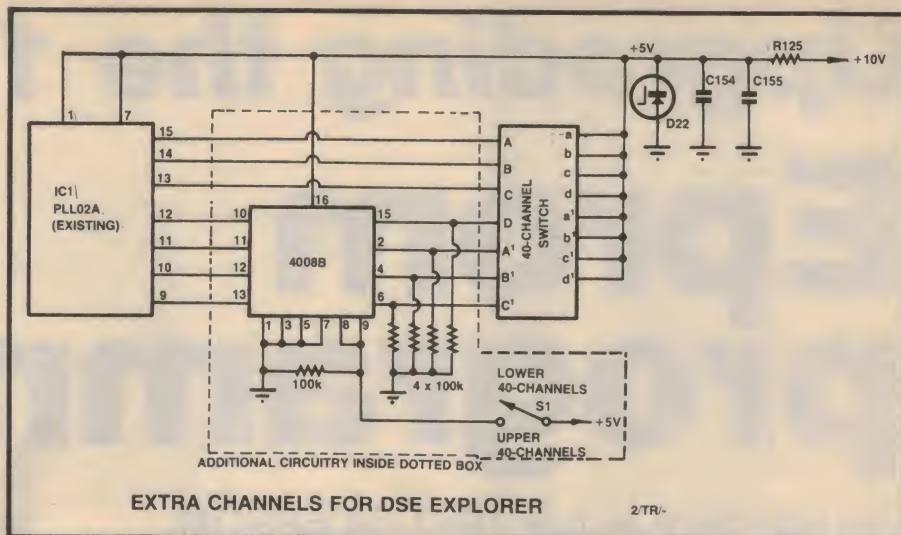 +5V
R125
+10V
C154
C155
D22
1
7
IC1
PLL02A
(EXISTING)
15
14
13
12
11
10
9
16
10
11
12
13
4008B
15
2
4
6
1
3
5
7
8
9
100k
4 x 100k
A
B
C
D
A¹
B¹
C¹
40-CHANNEL
SWITCH
a
b
c
d
a¹
b¹
c¹
d¹
LOWER
40-CHANNELS
S1
+5V
UPPER
40-CHANNELS
ADDITIONAL CIRCUITRY INSIDE DOTTED BOX
EXTRA CHANNELS FOR DSE EXPLORER
2/TR/-